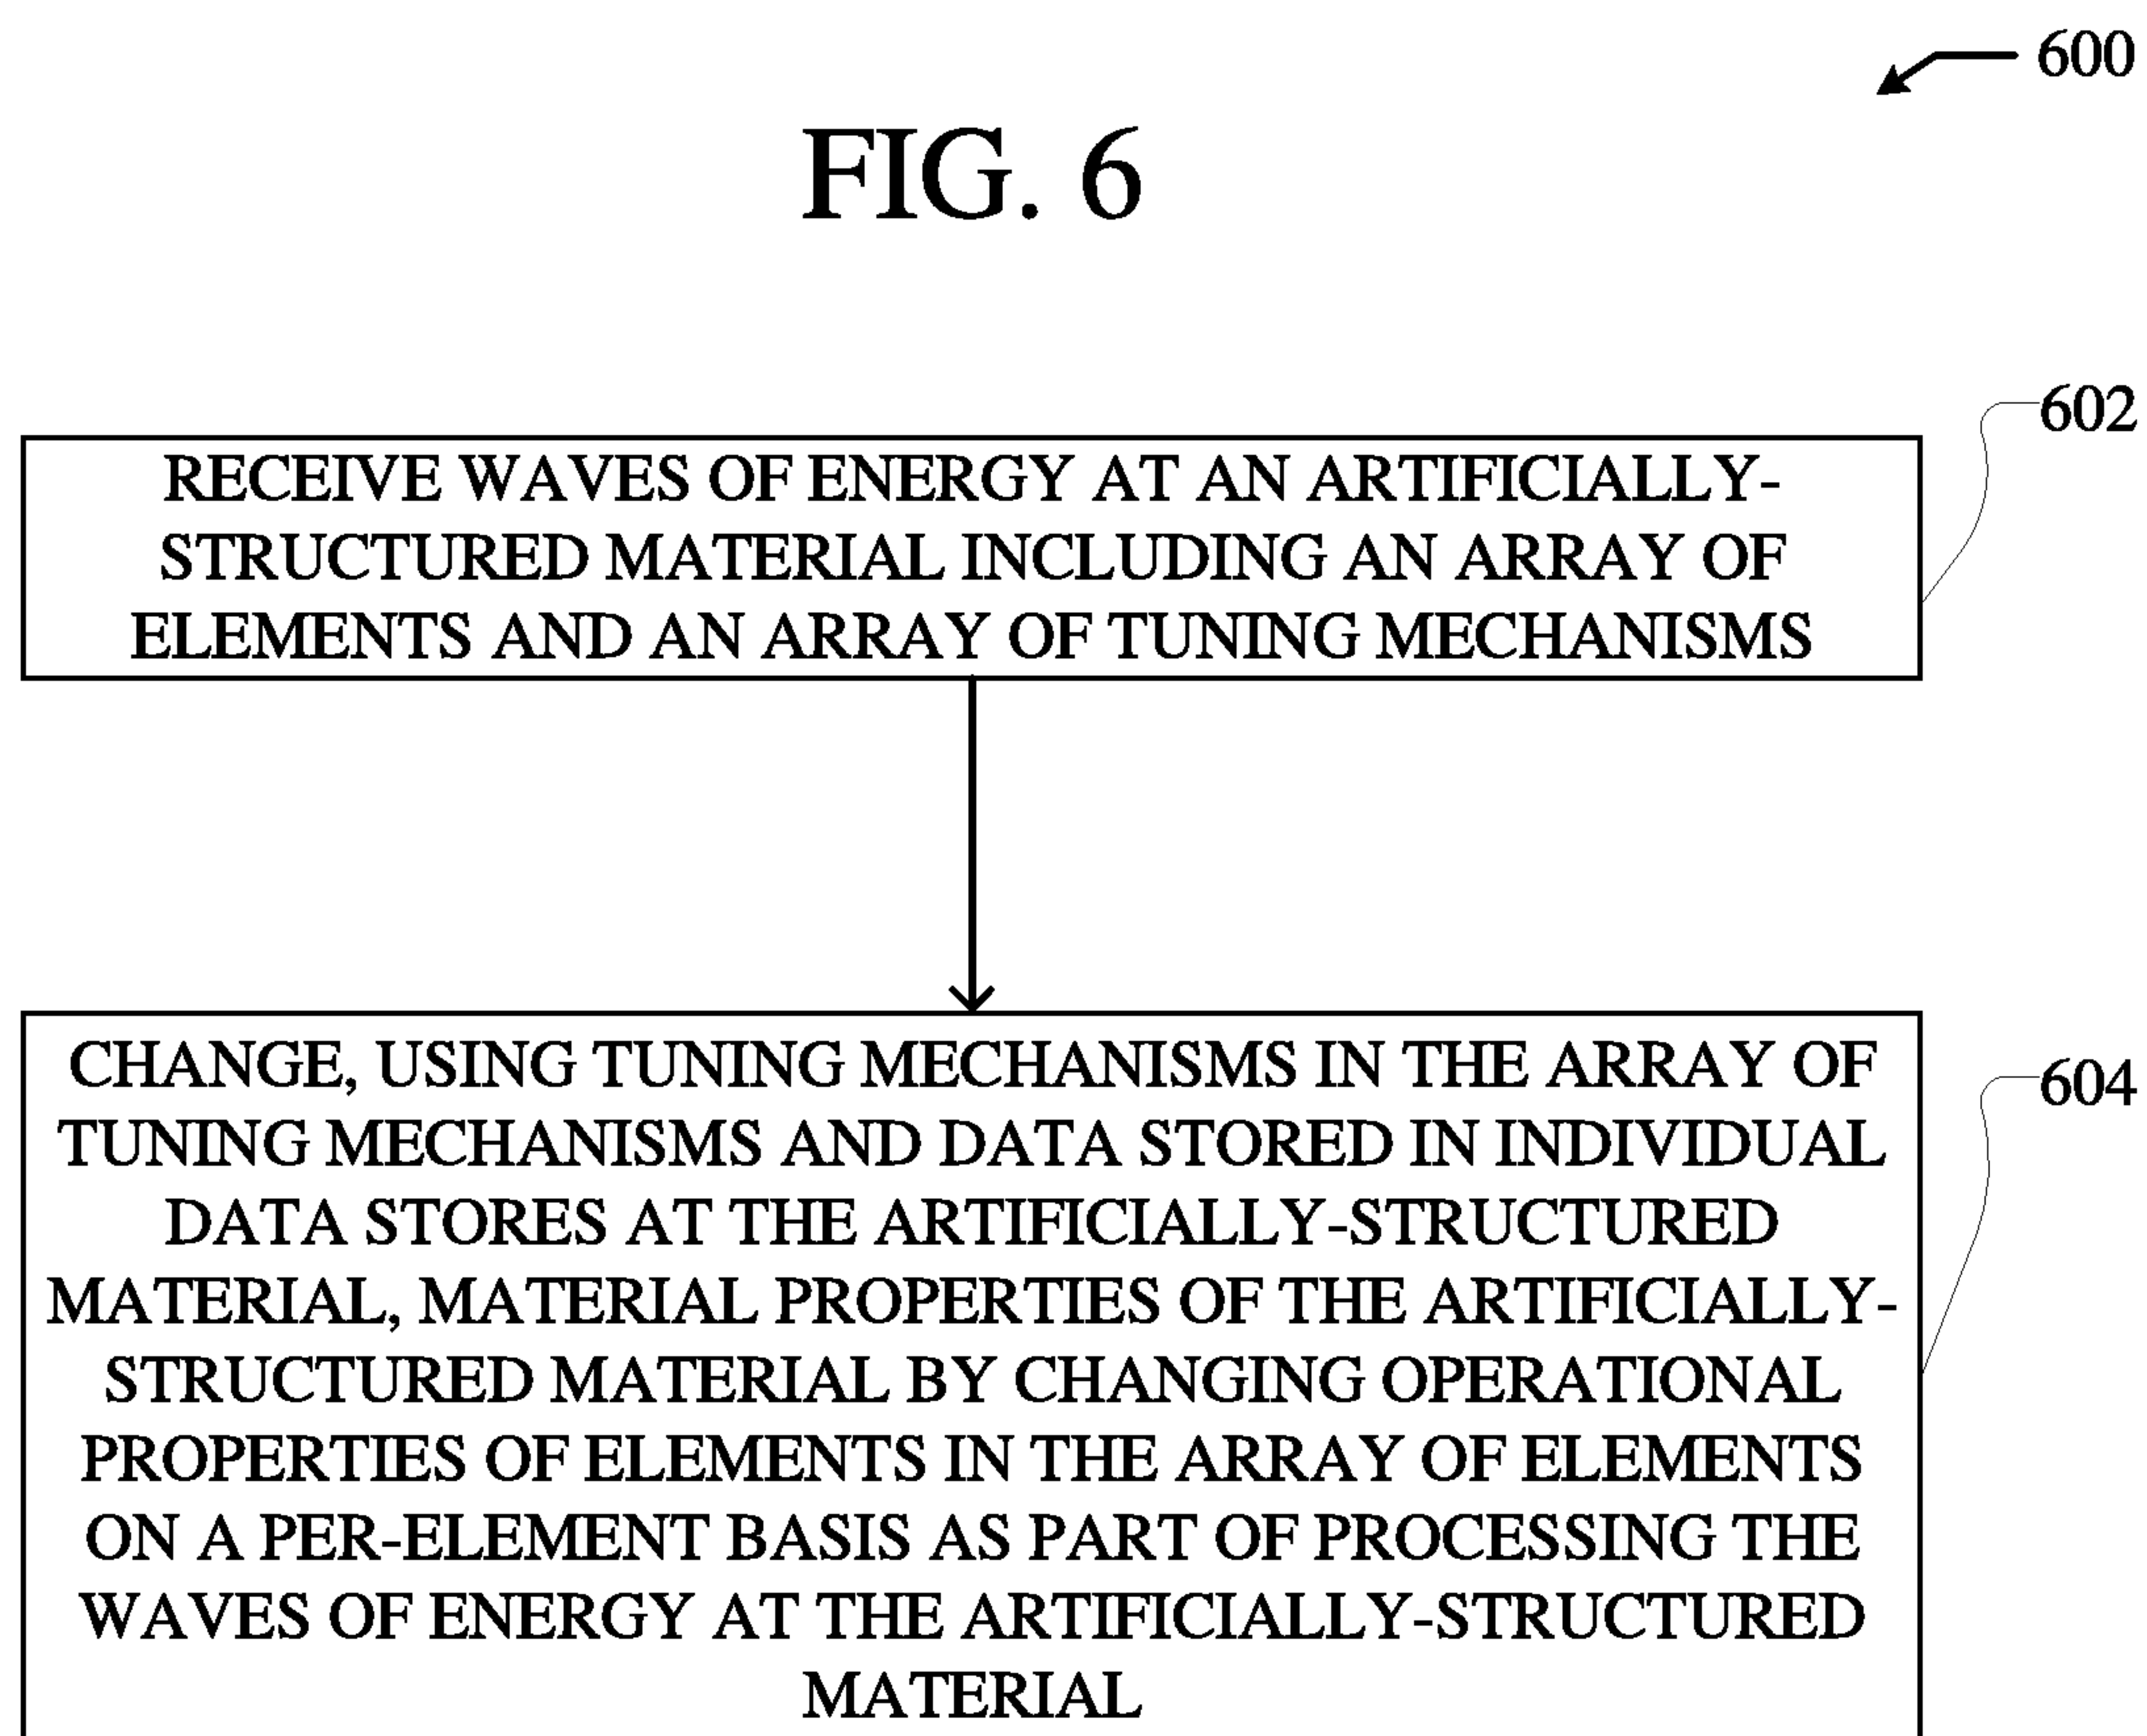 600
FIG. 6
602
RECEIVE WAVES OF ENERGY AT AN ARTIFICIALLY-
STRUCTURED MATERIAL INCLUDING AN ARRAY OF
ELEMENTS AND AN ARRAY OF TUNING MECHANISMS
CHANGE, USING TUNING MECHANISMS IN THE ARRAY OF
604
TUNING MECHANISMS AND DATA STORED IN INDIVIDUAL
DATA STORES AT THE ARTIFICIALLY-STRUCTURED
MATERIAL, MATERIAL PROPERTIES OF THE ARTIFICIALLY-
STRUCTURED MATERIAL BY CHANGING OPERATIONAL
PROPERTIES OF ELEMENTS IN THE ARRAY OF ELEMENTS
ON A PER-ELEMENT BASIS AS PART OF PROCESSING THE
WAVES OF ENERGY AT THE ARTIFICIALLY-STRUCTURED
MATERIAL